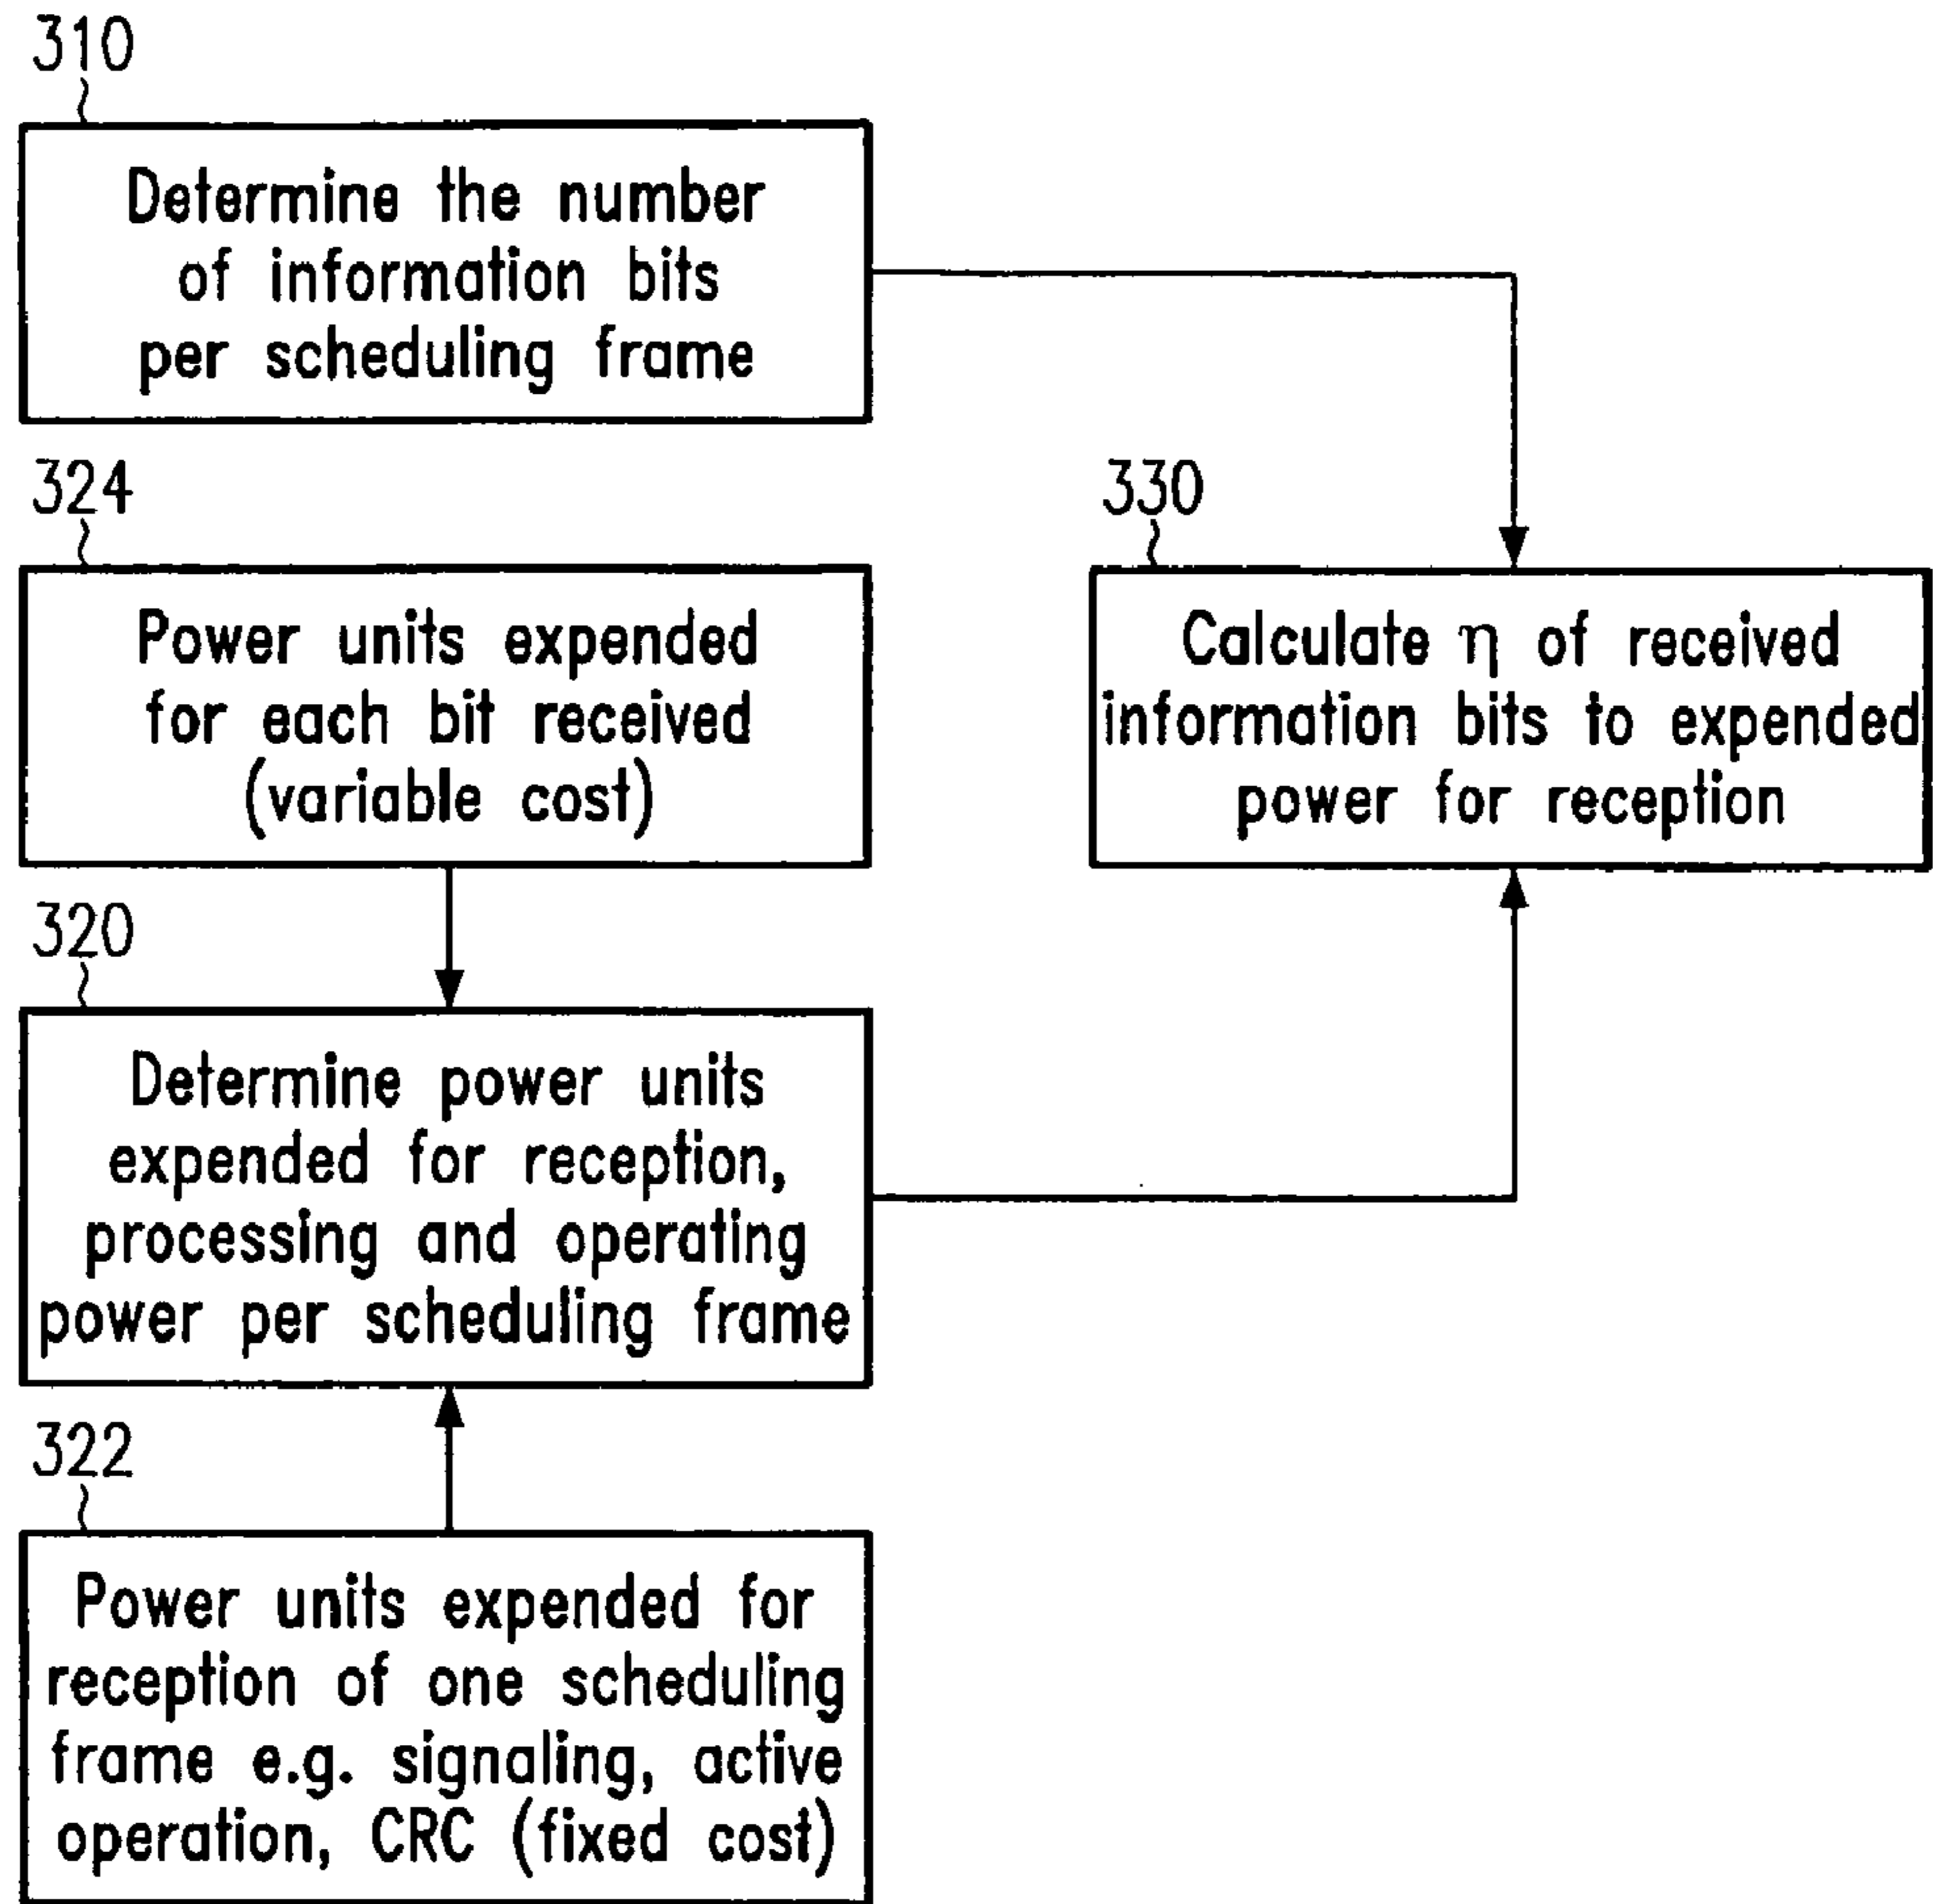 310
Determine the number
of information bits
per scheduling frame
324
Power units expended
for each bit received
(variable cost)
330
Calculate η of received
information bits to expended
power for reception
320
Determine power units
expended for reception,
processing and operating
power per scheduling frame
322
Power units expended for
reception of one scheduling
frame e.g. signaling, active
operation, CRC (fixed cost)